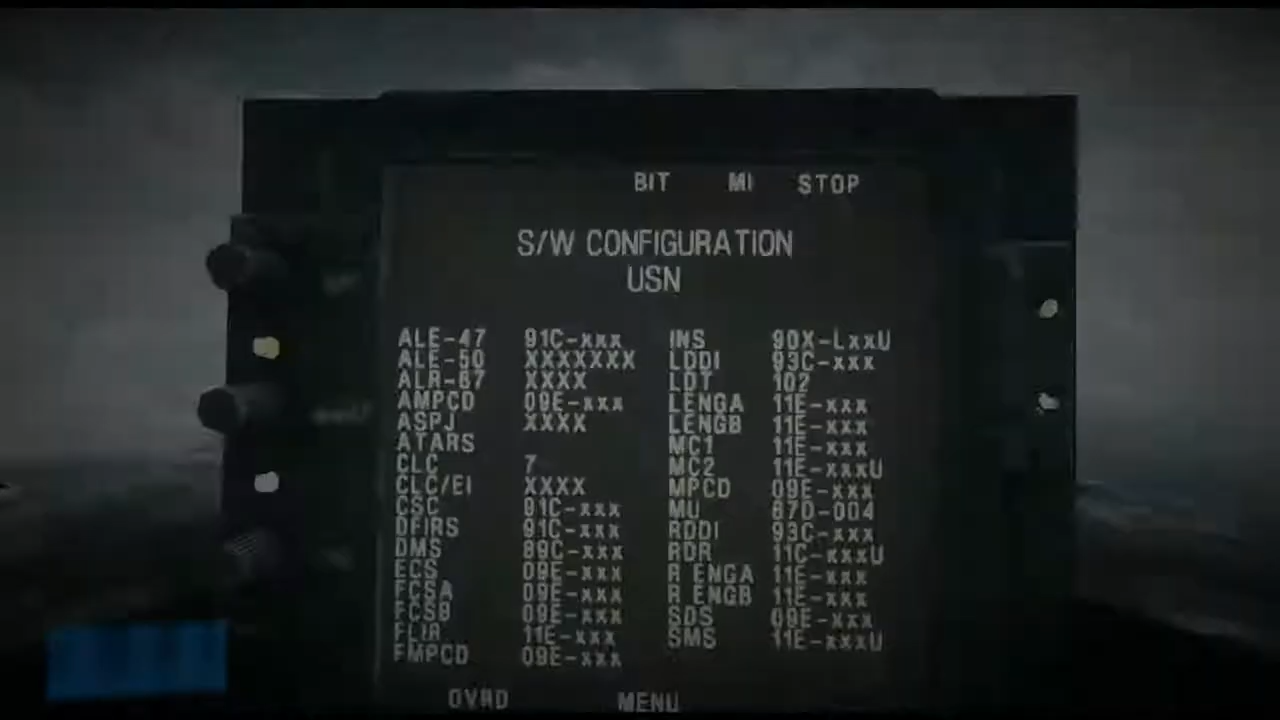 BIT MI STOP
S/W CONFIGURATION
USN
ALE-47 91C-xxx INS 90X-LxxU
ALE-50 XXXXXXX LDDI 93C-xxx
ALR-67 XXXX LDT 102
AMPCD 09E-xxx LENGA 11E-xxx
ASPJ XXXX LENGB 11E-xxx
ATARS MC1 11E-xxx
CLC 7 MC2 11E-xxxU
CLC/EI XXXX MPCD 09E-xxx
CSC 91C-xxx MU 87D-004
DFIRS 91C-xxx RDDI 93C-xxx
DMS 89C-xxx RDR 11C-xxxU
ECS 09E-xxx R ENGA 11E-xxx
FCSA 09E-xxx R ENGB 11E-xxx
FCSB 09E-xxx SDS 09E-xxx
FLIR 11E-xxx SMS 11E-xxxU
FMPCD 09E-xxx
OVRD MENU